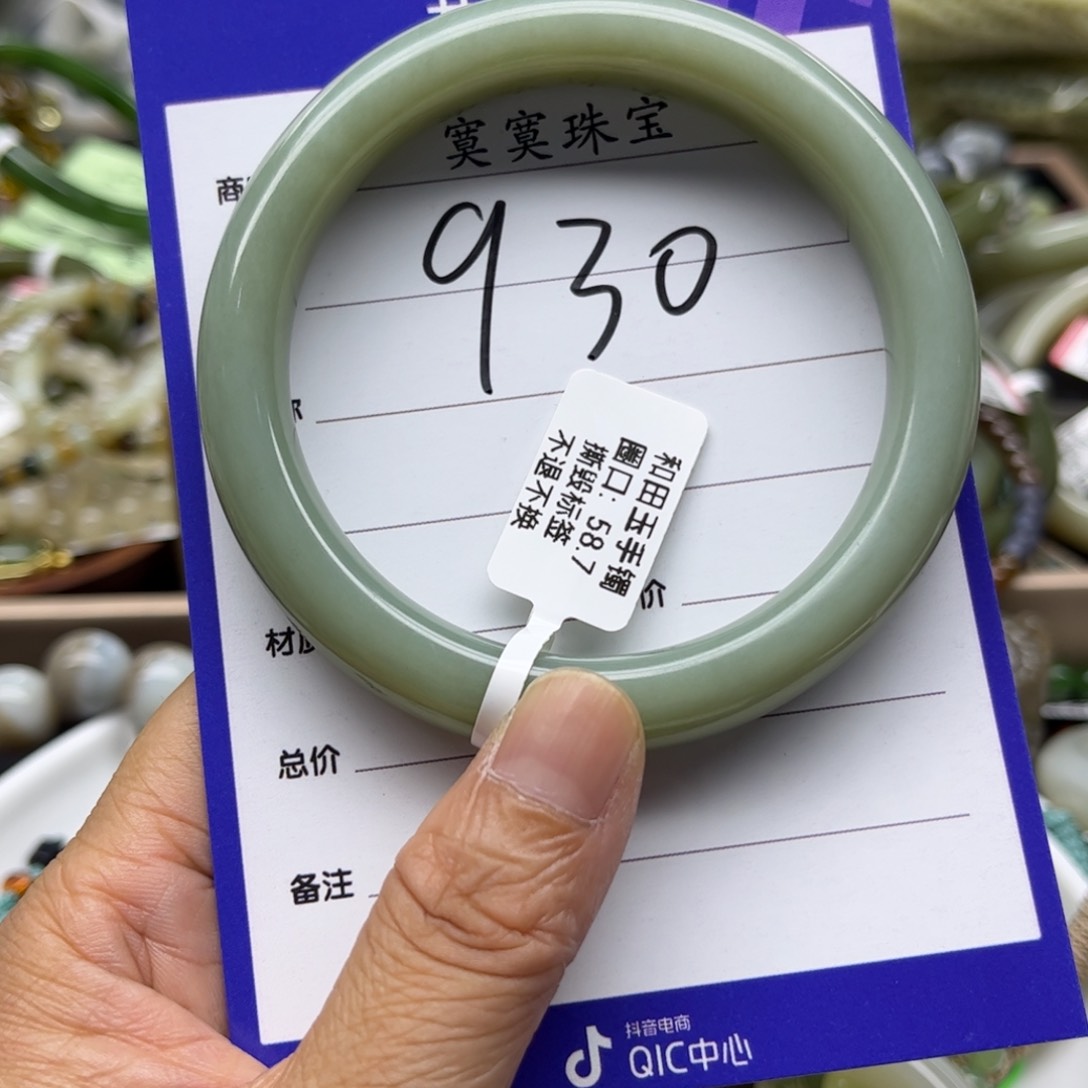 寞寞珠宝
商
930
和田玉手镯
圈口：58.7
撕毁标签
不退不换
价
材质
总价
备注
抖音电商
QIC中心